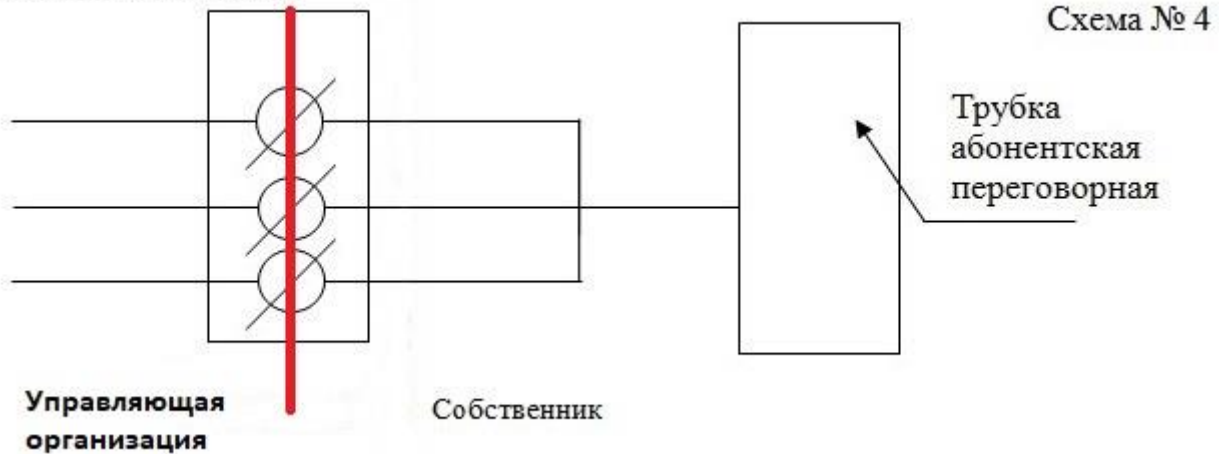 Схема № 4
Трубка
абонентская
переговорная
Управляющая
организация
Собственник